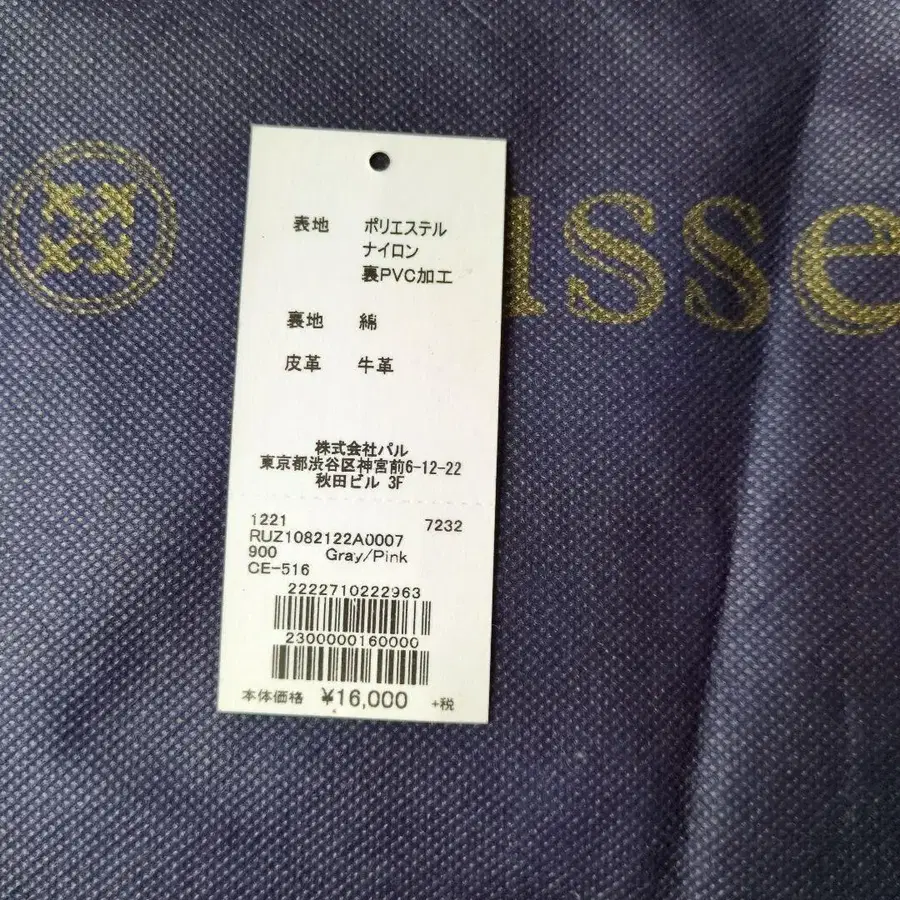 usse
表地 ポリエステル
ナイロン
裏PVC加工
裏地 綿
皮革 牛革
株式会社パル
東京都渋谷区神宮前6-12-22
秋田ビル 3F
1221 7232
RUZ1082122A0007
900 Gray/Pink
CE-516
2222710222963
2300000160000
本体価格 ¥16,000 +税